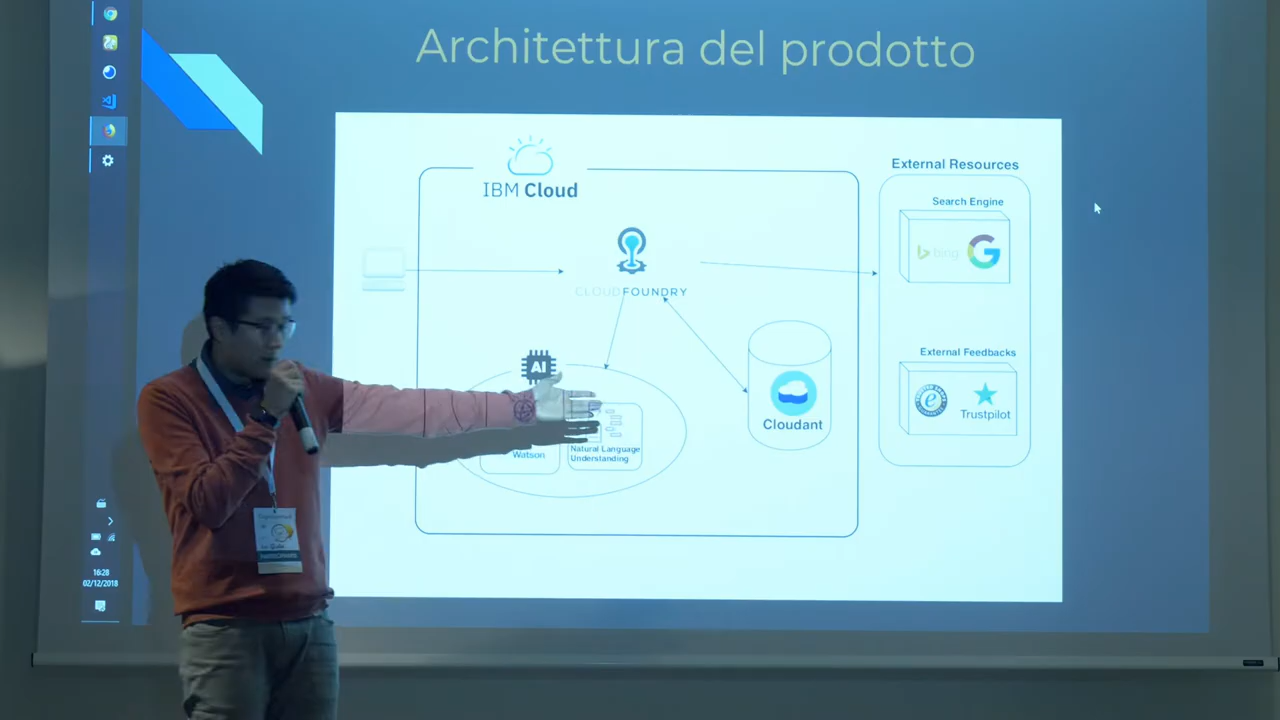 Architettura del prodotto
IBM Cloud
External Resources
Search Engine
bing
G
CLOUDFOUNDRY
External Feedbacks
e
Trustpilot
AI
Cloudant
Watson
Natural Language
Understanding
16:28
02/12/2018